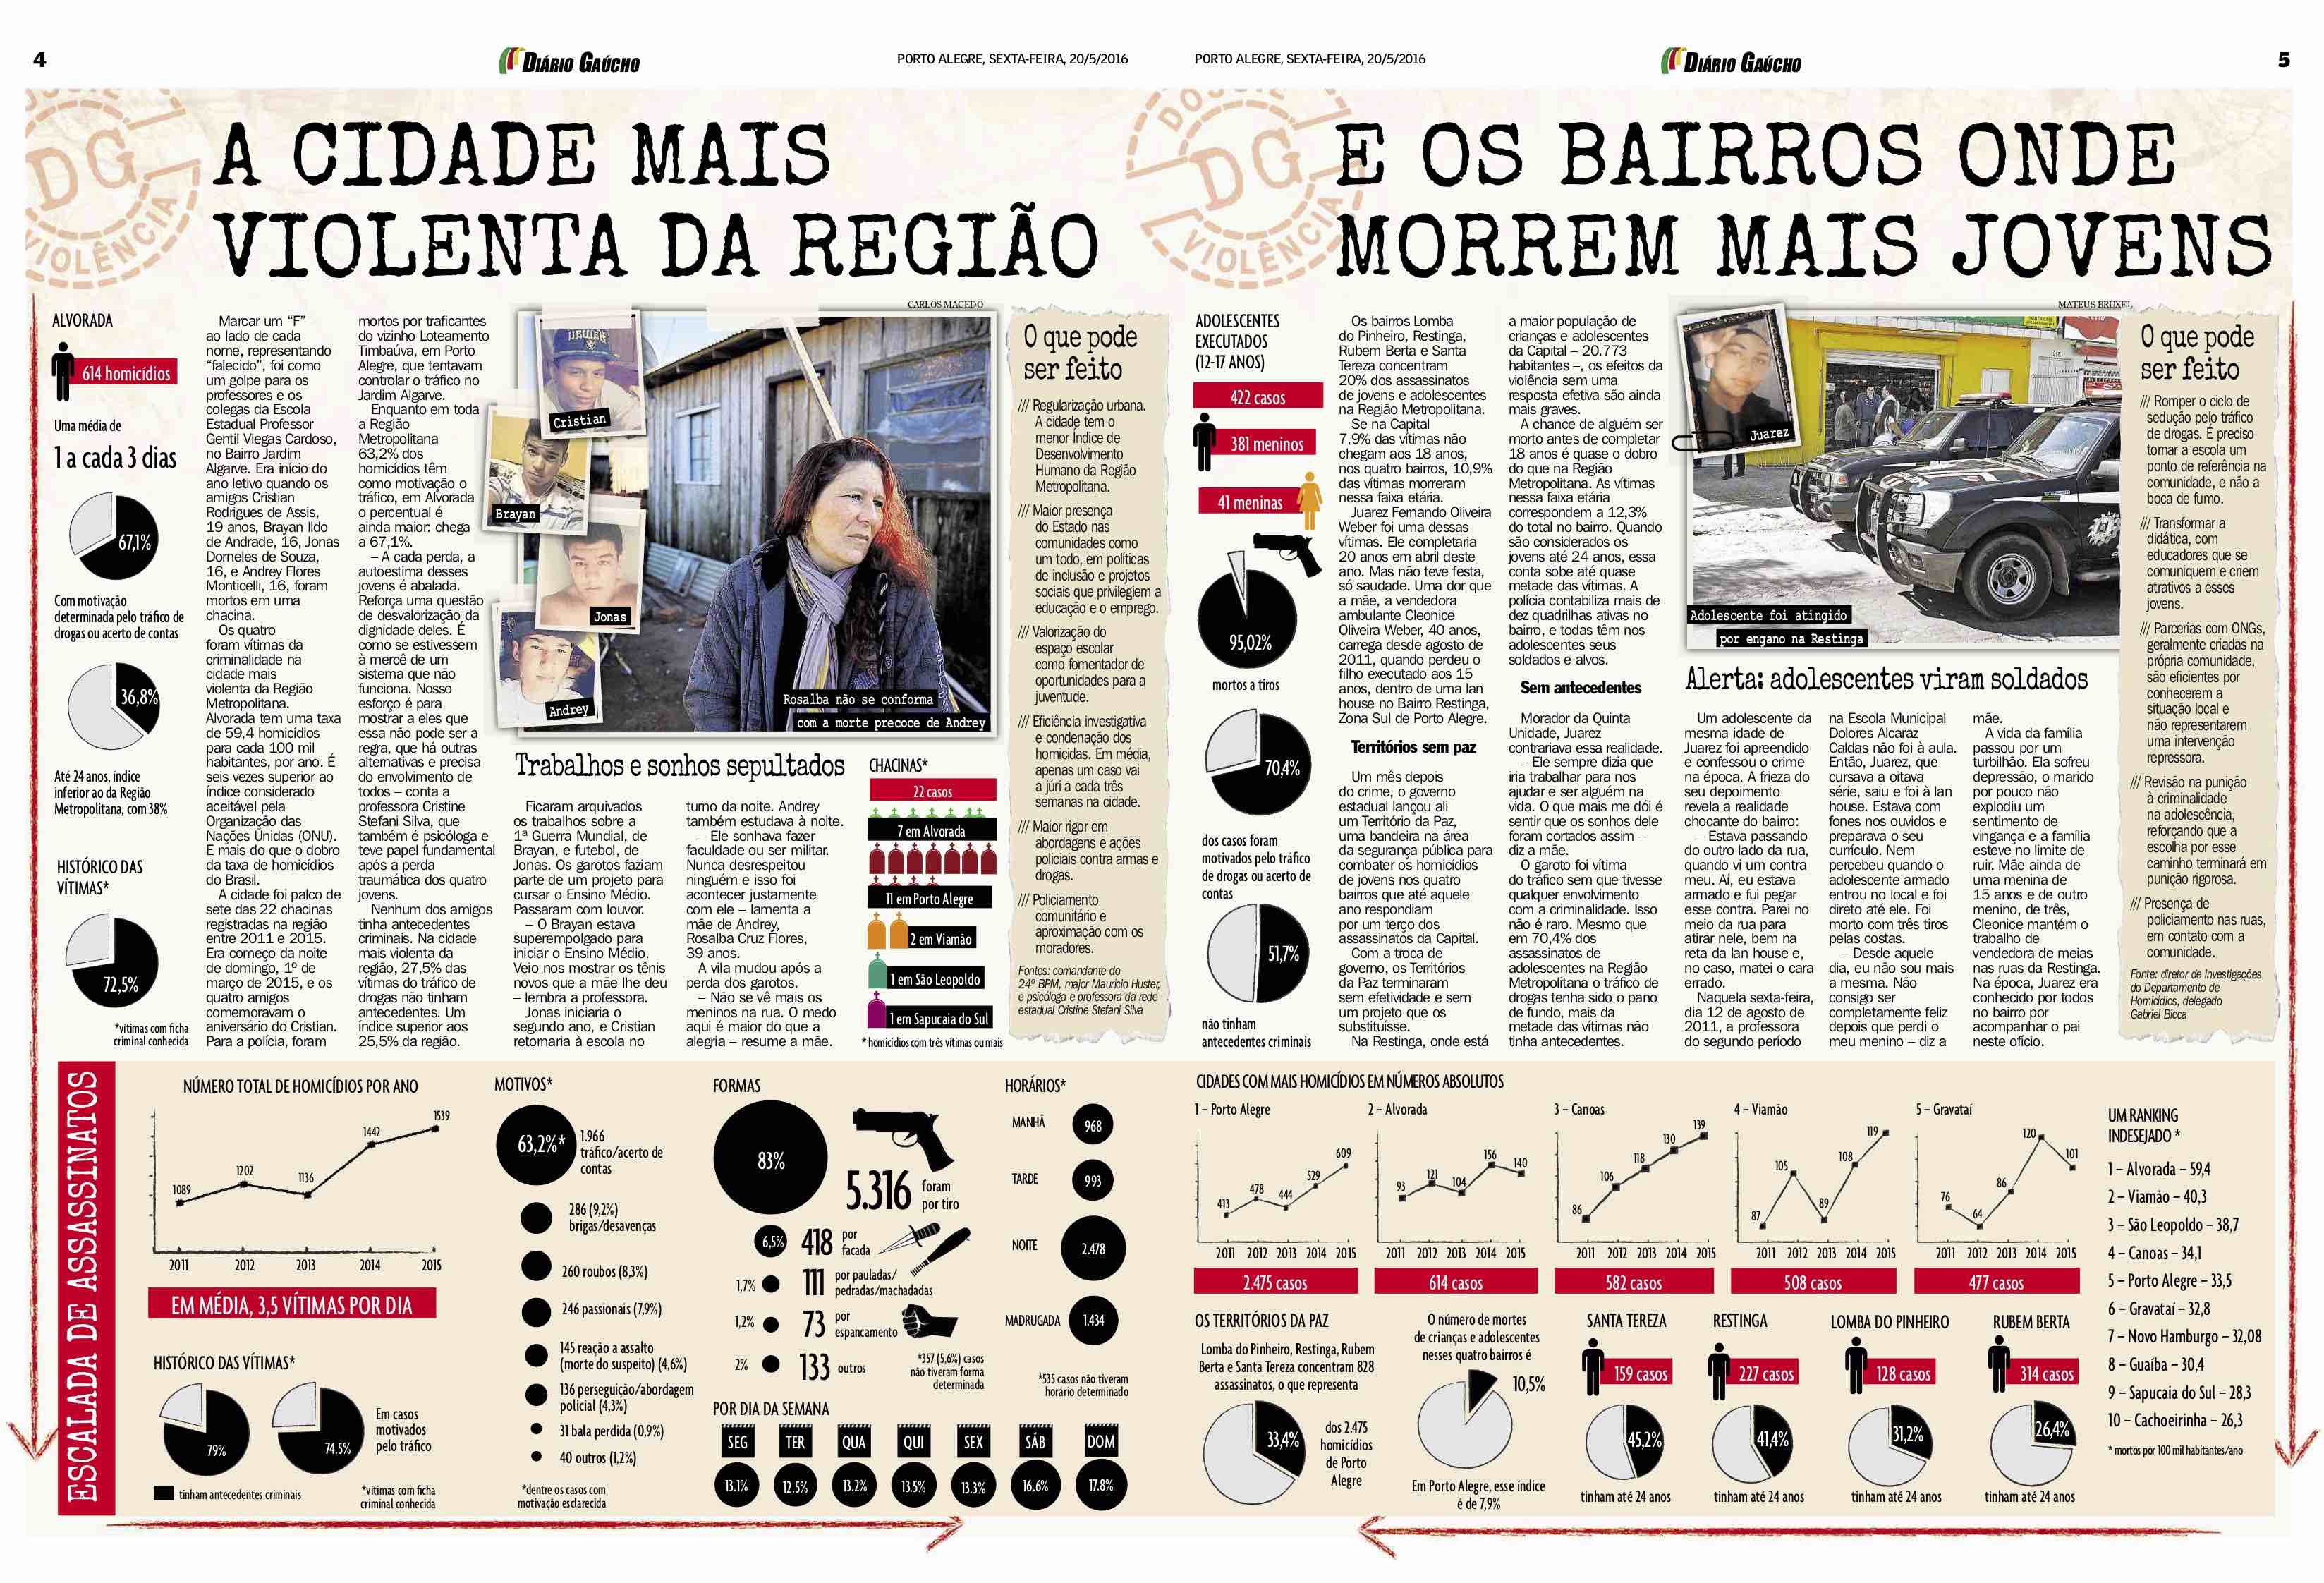 4
DIÁRIO GAÚCHO
PORTO ALEGRE, SEXTA-FEIRA, 20/5/2016
DG
VIOLÊNCIA
A CIDADE MAIS
VIOLENTA DA REGIÃO
ALVORADA
614 homicídios
Uma média de
1 a cada 3 dias
67,1%
Com motivação
determinada pelo tráfico de
drogas ou acerto de contas
36,8%
Até 24 anos, índice
inferior ao da Região
Metropolitana, com 38%
HISTÓRICO DAS
VÍTIMAS*
72,5%
*vítimas com ficha
criminal conhecida
Marcar um “F”
ao lado de cada
nome, representando
“falecido”, foi como
um golpe para os
professores e os
colegas da Escola
Estadual Professor
Gentil Viegas Cardoso,
no Bairro Jardim
Algarve. Era início do
ano letivo quando os
amigos Cristian
Rodrigues de Assis,
19 anos, Brayan Ildo
de Andrade, 16, Jonas
Dorneles de Souza,
16, e Andrey Flores
Monticelli, 16, foram
mortos em uma
chacina.
Os quatro
foram vítimas da
criminalidade na
cidade mais
violenta da Região
Metropolitana.
Alvorada tem uma taxa
de 59,4 homicídios
para cada 100 mil
habitantes, por ano. É
seis vezes superior ao
índice considerado
aceitável pela
Organização das
Nações Unidas (ONU).
E mais do que o dobro
da taxa de homicídios
do Brasil.
A cidade foi palco de
sete das 22 chacinas
registradas na região
entre 2011 e 2015.
Era começo da noite
de domingo, 1º de
março de 2015, e os
quatro amigos
comemoravam o
aniversário do Cristian.
Para a polícia, foram
mortos por traficantes
do vizinho Loteamento
Timbaúva, em Porto
Alegre, que tentavam
controlar o tráfico no
Jardim Algarve.
Enquanto em toda
a Região
Metropolitana
63,2% dos
homicídios têm
como motivação o
tráfico, em Alvorada
o percentual é
ainda maior: chega
a 67,1%.
– A cada perda, a
autoestima desses
jovens é abalada.
Reforça uma questão
de desvalorização da
dignidade deles. É
como se estivessem
à mercê de um
sistema que não
funciona. Nosso
esforço é para
mostrar a eles que
essa não pode ser a
regra, que há outras
alternativas e precisa
do envolvimento de
todos – conta a
professora Cristine
Stefani Silva, que
também é psicóloga e
teve papel fundamental
após a perda
traumática dos quatro
jovens.
Nenhum dos amigos
tinha antecedentes
criminais. Na cidade
mais violenta da
região, 27,5% das
vítimas do tráfico de
drogas não tinham
antecedentes. Um
índice superior aos
25,5% da região.
CARLOS MACEDO
Cristian
Brayan
Jonas
Andrey
Rosalba não se conforma
com a morte precoce de Andrey
Trabalhos e sonhos sepultados
Ficaram arquivados
os trabalhos sobre a
1ª Guerra Mundial, de
Brayan, e futebol, de
Jonas. Os garotos faziam
parte de um projeto para
cursar o Ensino Médio.
Passaram com louvor.
– O Brayan estava
superempolgado para
iniciar o Ensino Médio.
Veio nos mostrar os tênis
novos que a mãe lhe deu
– lembra a professora.
Jonas iniciaria o
segundo ano, e Cristian
retornaria à escola no
turno da noite. Andrey
também estudava à noite.
– Ele sonhava fazer
faculdade ou ser militar.
Nunca desrespeitou
ninguém e isso foi
acontecer justamente
com ele – lamenta a
mãe de Andrey,
Rosalba Cruz Flores,
39 anos.
A vila mudou após a
perda dos garotos.
– Não se vê mais os
meninos na rua. O medo
aqui é maior do que a
alegria – resume a mãe.
CHACINAS*
22 casos
7 em Alvorada
11 em Porto Alegre
2 em Viamão
1 em São Leopoldo
1 em Sapucaia do Sul
* homicídios com três vítimas ou mais
O que pode
ser feito
/// Regularização urbana.
A cidade tem o
menor Índice de
Desenvolvimento
Humano da Região
Metropolitana.
/// Maior presença
do Estado nas
comunidades como
um todo, em políticas
de inclusão e projetos
sociais que privilegiem a
educação e o emprego.
/// Valorização do
espaço escolar
como fomentador de
oportunidades para a
juventude.
/// Eficiência investigativa
e condenação dos
homicidas. Em média,
apenas um caso vai
a júri a cada três
semanas na cidade.
/// Maior rigor em
abordagens e ações
policiais contra armas e
drogas.
/// Policiamento
comunitário e
aproximação com os
moradores.
Fontes: comandante do
24º BPM, major Maurício Huster,
e psicóloga e professora da rede
estadual Cristine Stefani Silva
ESCALADA DE ASSASSINATOS
NÚMERO TOTAL DE HOMICÍDIOS POR ANO
1089
1202
1136
1442
1539
2011 2012 2013 2014 2015
EM MÉDIA, 3,5 VÍTIMAS POR DIA
HISTÓRICO DAS VÍTIMAS*
79%
74.5%
Em casos
motivados
pelo tráfico
tinham antecedentes criminais
*vítimas com ficha
criminal conhecida
MOTIVOS*
63,2%*
1.966
tráfico/acerto de
contas
286 (9,2%)
brigas/desavenças
260 roubos (8,3%)
246 passionais (7,9%)
145 reação a assalto
(morte do suspeito) (4,6%)
136 perseguição/abordagem
policial (4,3%)
31 bala perdida (0,9%)
40 outros (1,2%)
*dentre os casos com
motivação esclarecida
FORMAS
83%
5.316 foram
por tiro
6,5%
418 por
facada
1,7%
111 por pauladas/
pedradas/machadadas
1,2%
73 por
espancamento
2%
133 outros
*357 (5,6%) casos
não tiveram forma
determinada
POR DIA DA SEMANA
SEG TER QUA QUI SEX SÁB DOM
13.1% 12.5% 13.2% 13.5% 13.3% 16.6% 17.8%
HORÁRIOS*
MANHÃ 968
TARDE 993
NOITE 2.478
MADRUGADA 1.434
*535 casos não tiveram
horário determinado
PORTO ALEGRE, SEXTA-FEIRA, 20/5/2016
DIÁRIO GAÚCHO
5
DOSSIÊ
DG
VIOLÊNCIA
E OS BAIRROS ONDE
MORREM MAIS JOVENS
ADOLESCENTES
EXECUTADOS
(12-17 ANOS)
422 casos
381 meninos
41 meninas
95,02%
mortos a tiros
70,4%
dos casos foram
motivados pelo tráfico
de drogas ou acerto de
contas
51,7%
não tinham
antecedentes criminais
Os bairros Lomba
do Pinheiro, Restinga,
Rubem Berta e Santa
Tereza concentram
20% dos assassinatos
de jovens e adolescentes
na Região Metropolitana.
Se na Capital
7,9% das vítimas não
chegam aos 18 anos,
nos quatro bairros, 10,9%
das vítimas morreram
nessa faixa etária.
Juarez Fernando Oliveira
Weber foi uma dessas
vítimas. Ele completaria
20 anos em abril deste
ano. Mas não teve festa,
só saudade. Uma dor que
a mãe, a vendedora
ambulante Cleonice
Oliveira Weber, 40 anos,
carrega desde agosto de
2011, quando perdeu o
filho executado aos 15
anos, dentro de uma lan
house no Bairro Restinga,
Zona Sul de Porto Alegre.
Territórios sem paz
Um mês depois
do crime, o governo
estadual lançou ali
um Território da Paz,
uma bandeira na área
da segurança pública para
combater os homicídios
de jovens nos quatro
bairros que até aquele
ano respondiam
por um terço dos
assassinatos da Capital.
Com a troca de
governo, os Territórios
da Paz terminaram
sem efetividade e sem
um projeto que os
substituísse.
Na Restinga, onde está
a maior população de
crianças e adolescentes
da Capital – 20.773
habitantes –, os efeitos da
violência sem uma
resposta efetiva são ainda
mais graves.
A chance de alguém ser
morto antes de completar
18 anos é quase o dobro
do que na Região
Metropolitana. As vítimas
nessa faixa etária
correspondem a 12,3%
do total no bairro. Quando
são considerados os
jovens até 24 anos, essa
conta sobe até quase
metade das vítimas. A
polícia contabiliza mais de
dez quadrilhas ativas no
bairro, e todas têm nos
adolescentes seus
soldados e alvos.
Sem antecedentes
Morador da Quinta
Unidade, Juarez
contrariava essa realidade.
– Ele sempre dizia que
iria trabalhar para nos
ajudar e ser alguém na
vida. O que mais me dói é
sentir que os sonhos dele
foram cortados assim –
diz a mãe.
O garoto foi vítima
do tráfico sem que tivesse
qualquer envolvimento
com a criminalidade. Isso
não é raro. Mesmo que
em 70,4% dos
assassinatos de
adolescentes na Região
Metropolitana o tráfico de
drogas tenha sido o pano
de fundo, mais da
metade das vítimas não
tinha antecedentes.
MATEUS BRUXEL
Juarez
Adolescente foi atingido
por engano na Restinga
Alerta: adolescentes viram soldados
Um adolescente da
mesma idade de
Juarez foi apreendido
e confessou o crime
na época. A frieza do
seu depoimento
revela a realidade
chocante do bairro:
– Estava passando
do outro lado da rua,
quando vi um contra
meu. Aí, eu estava
armado e fui pegar
esse contra. Parei no
meio da rua para
atirar nele, bem na
reta da lan house e,
no caso, matei o cara
errado.
Naquela sexta-feira,
dia 12 de agosto de
2011, a professora
do segundo período
na Escola Municipal
Dolores Alcaraz
Caldas não foi à aula.
Então, Juarez, que
cursava a oitava
série, saiu e foi à lan
house. Estava com
fones nos ouvidos e
preparava o seu
currículo. Nem
percebeu quando o
adolescente armado
entrou no local e foi
direto até ele. Foi
morto com três tiros
pelas costas.
– Desde aquele
dia, eu não sou mais
a mesma. Não
consigo ser
completamente feliz
depois que perdi o
meu menino – diz a
mãe.
A vida da família
passou por um
turbilhão. Ela sofreu
depressão, o marido
por pouco não
explodiu um
sentimento de
vingança e a família
esteve no limite de
ruir. Mãe ainda de
uma menina de
15 anos e de outro
menino, de três,
Cleonice mantém o
trabalho de
vendedora de meias
nas ruas da Restinga.
Na época, Juarez era
conhecido por todos
no bairro por
acompanhar o pai
neste ofício.
O que pode
ser feito
/// Romper o ciclo de
sedução pelo tráfico
de drogas. É preciso
tornar a escola um
ponto de referência na
comunidade, e não a
boca de fumo.
/// Transformar a
didática, com
educadores que se
comuniquem e criem
atrativos a esses
jovens.
/// Parcerias com ONGs,
geralmente criadas na
própria comunidade,
são eficientes por
conhecerem a
situação local e
não representarem
uma intervenção
repressora.
/// Revisão na punição
à criminalidade
na adolescência,
reforçando que a
escolha por esse
caminho terminará em
punição rigorosa.
/// Presença de
policiamento nas ruas,
em contato com a
comunidade.
Fonte: diretor de investigações
do Departamento de
Homicídios, delegado
Gabriel Bicca
CIDADES COM MAIS HOMICÍDIOS EM NÚMEROS ABSOLUTOS
1 – Porto Alegre
413 478 444 529 609
2011 2012 2013 2014 2015
2.475 casos
2 – Alvorada
93 121 104 156 140
2011 2012 2013 2014 2015
614 casos
3 – Canoas
86 106 118 130 139
2011 2012 2013 2014 2015
582 casos
4 – Viamão
87 105 89 108 119
2011 2012 2013 2014 2015
508 casos
5 – Gravataí
76 64 86 120 101
2011 2012 2013 2014 2015
477 casos
OS TERRITÓRIOS DA PAZ
Lomba do Pinheiro, Restinga, Rubem
Berta e Santa Tereza concentram 828
assassinatos, o que representa
33,4%
dos 2.475
homicídios
de Porto
Alegre
O número de mortes
de crianças e adolescentes
nesses quatro bairros é
10,5%
Em Porto Alegre, esse índice
é de 7,9%
SANTA TEREZA
159 casos
45,2%
tinham até 24 anos
RESTINGA
227 casos
41,4%
tinham até 24 anos
LOMBA DO PINHEIRO
128 casos
31,2%
tinham até 24 anos
RUBEM BERTA
314 casos
26,4%
tinham até 24 anos
UM RANKING
INDESEJADO *
1 – Alvorada – 59,4
2 – Viamão – 40,3
3 – São Leopoldo – 38,7
4 – Canoas – 34,1
5 – Porto Alegre – 33,5
6 – Gravataí – 32,8
7 – Novo Hamburgo – 32,08
8 – Guaíba – 30,4
9 – Sapucaia do Sul – 28,3
10 – Cachoeirinha – 26,3
* mortos por 100 mil habitantes/ano